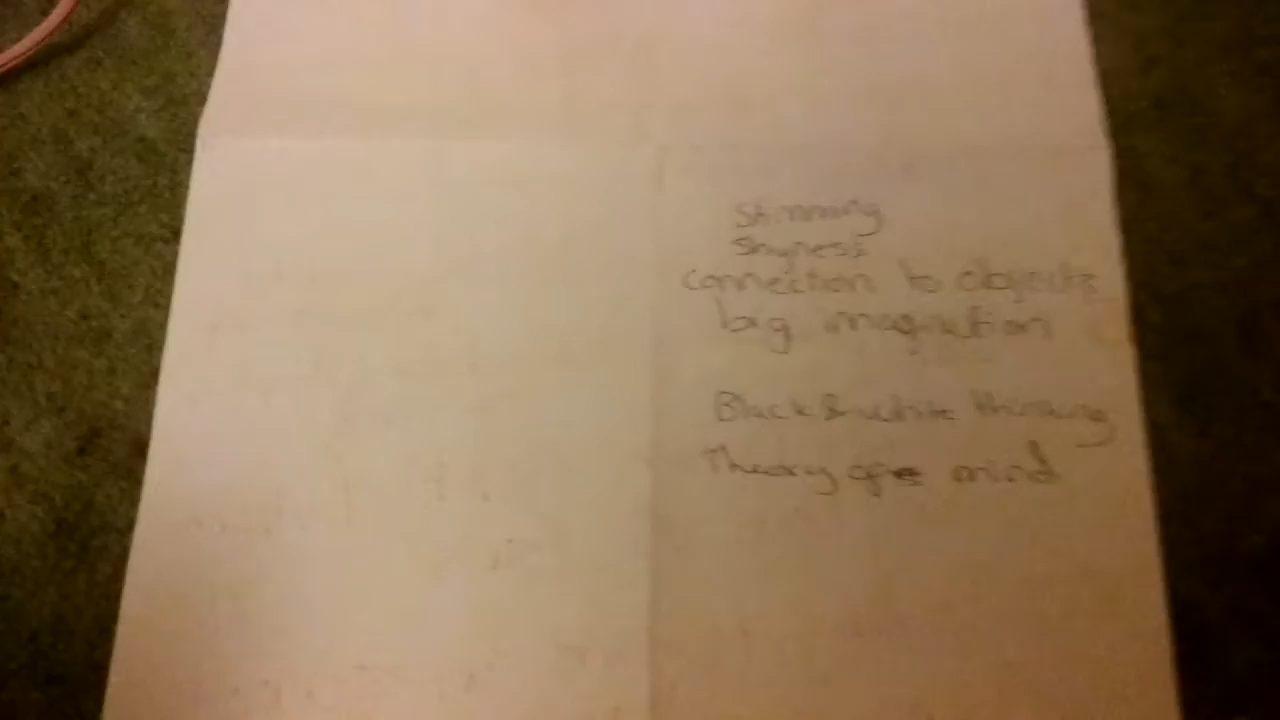 Stimming
Shyness
connection to objects
big imagination
Black & white thinking
Theory of mind